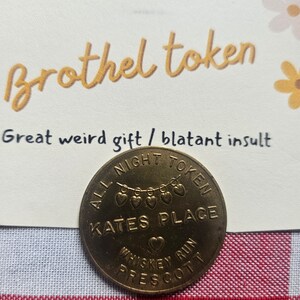 Brothel token
Great weird gift / blatant insult
ALL NIGHT TOKEN
KATES PLACE
WHISKEY RUN
PRESCOTT